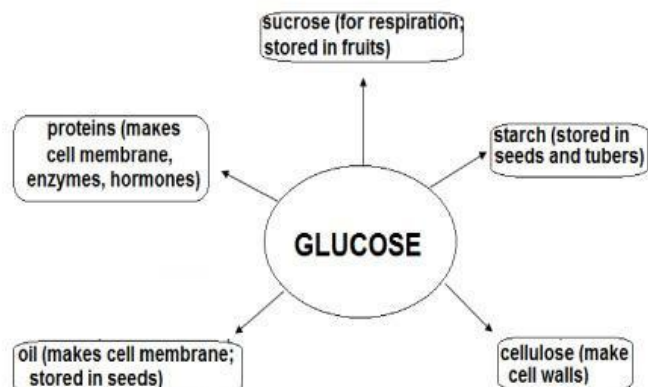 sucrose (for respiration;
stored in fruits)
proteins (makes
cell membrane,
enzymes, hormones)
starch (stored in
seeds and tubers)
GLUCOSE
oil (makes cell membrane;
stored in seeds)
cellulose (make
cell walls)